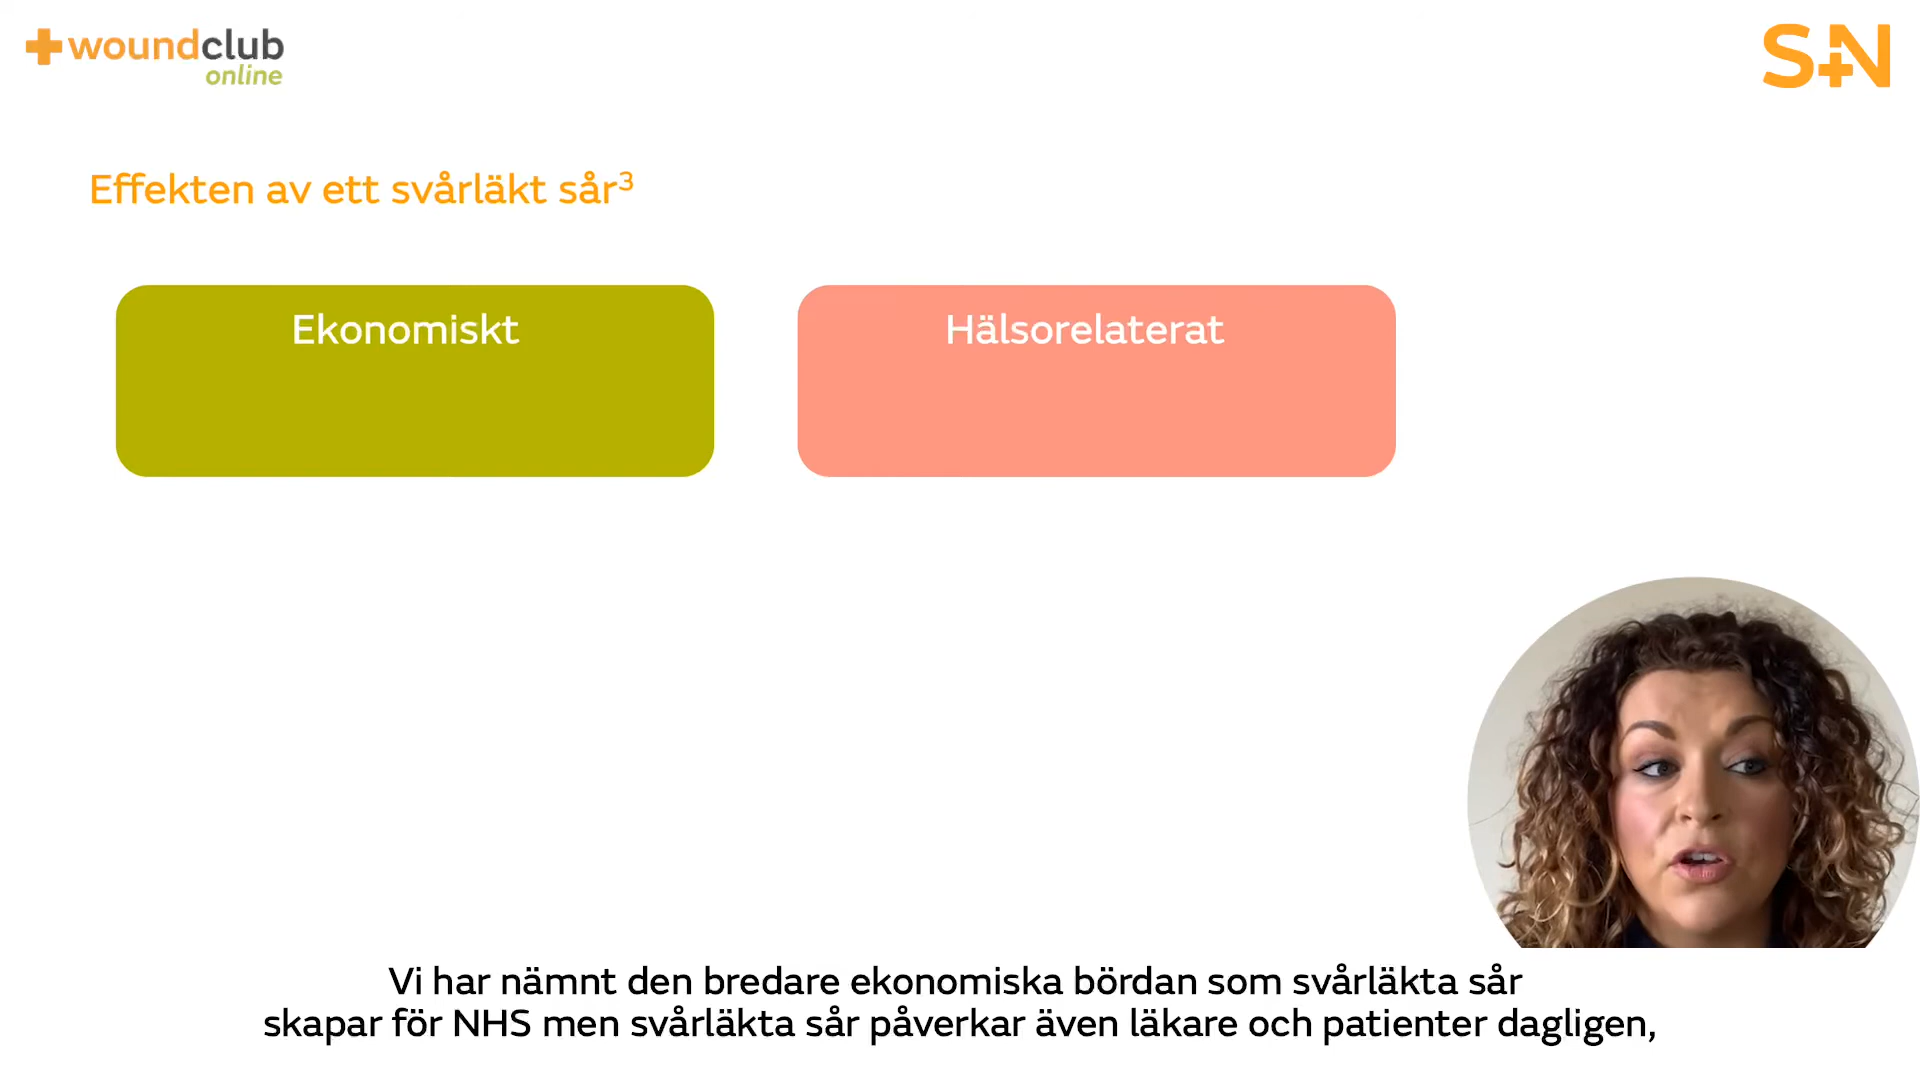 woundclub
online
S+N
Effekten av ett svårläkt sår³
Ekonomiskt
Hälsorelaterat
Vi har nämnt den bredare ekonomiska bördan som svårläkta sår
skapar för NHS men svårläkta sår påverkar även läkare och patienter dagligen,